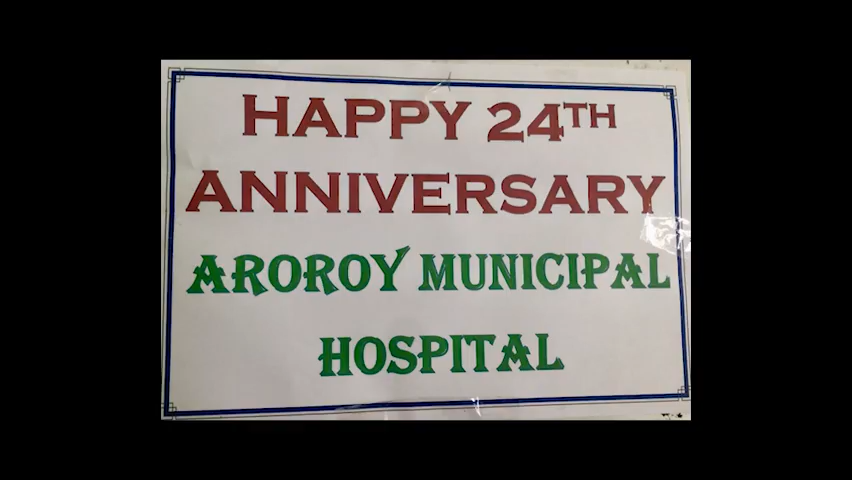 HAPPY 24TH
ANNIVERSARY
AROROY MUNICIPAL
HOSPITAL